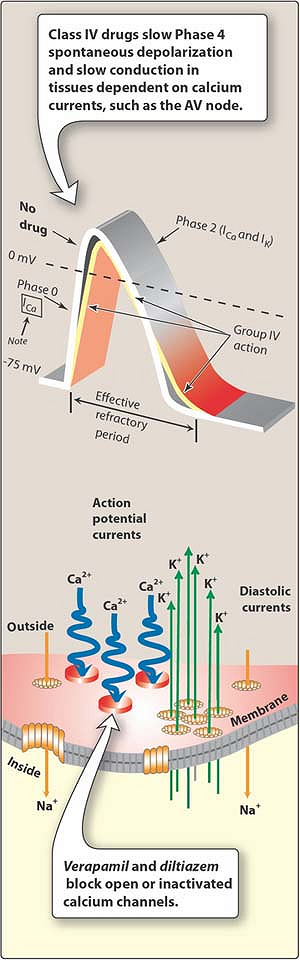 Class IV drugs slow Phase 4
spontaneous depolarization
and slow conduction in
tissues dependent on calcium
currents, such as the AV node.
No
drug
Phase 2 (ICa and IK)
0 mV
Phase 0
ICa
Note
Group IV
action
-75 mV
Effective
refractory
period
Action
potential
currents
K+
K+
Ca2+
Ca2+
K+
K+
Diastolic
currents
Ca2+
K+
Outside
Membrane
Inside
Na+
Na+
Verapamil and diltiazem
block open or inactivated
calcium channels.